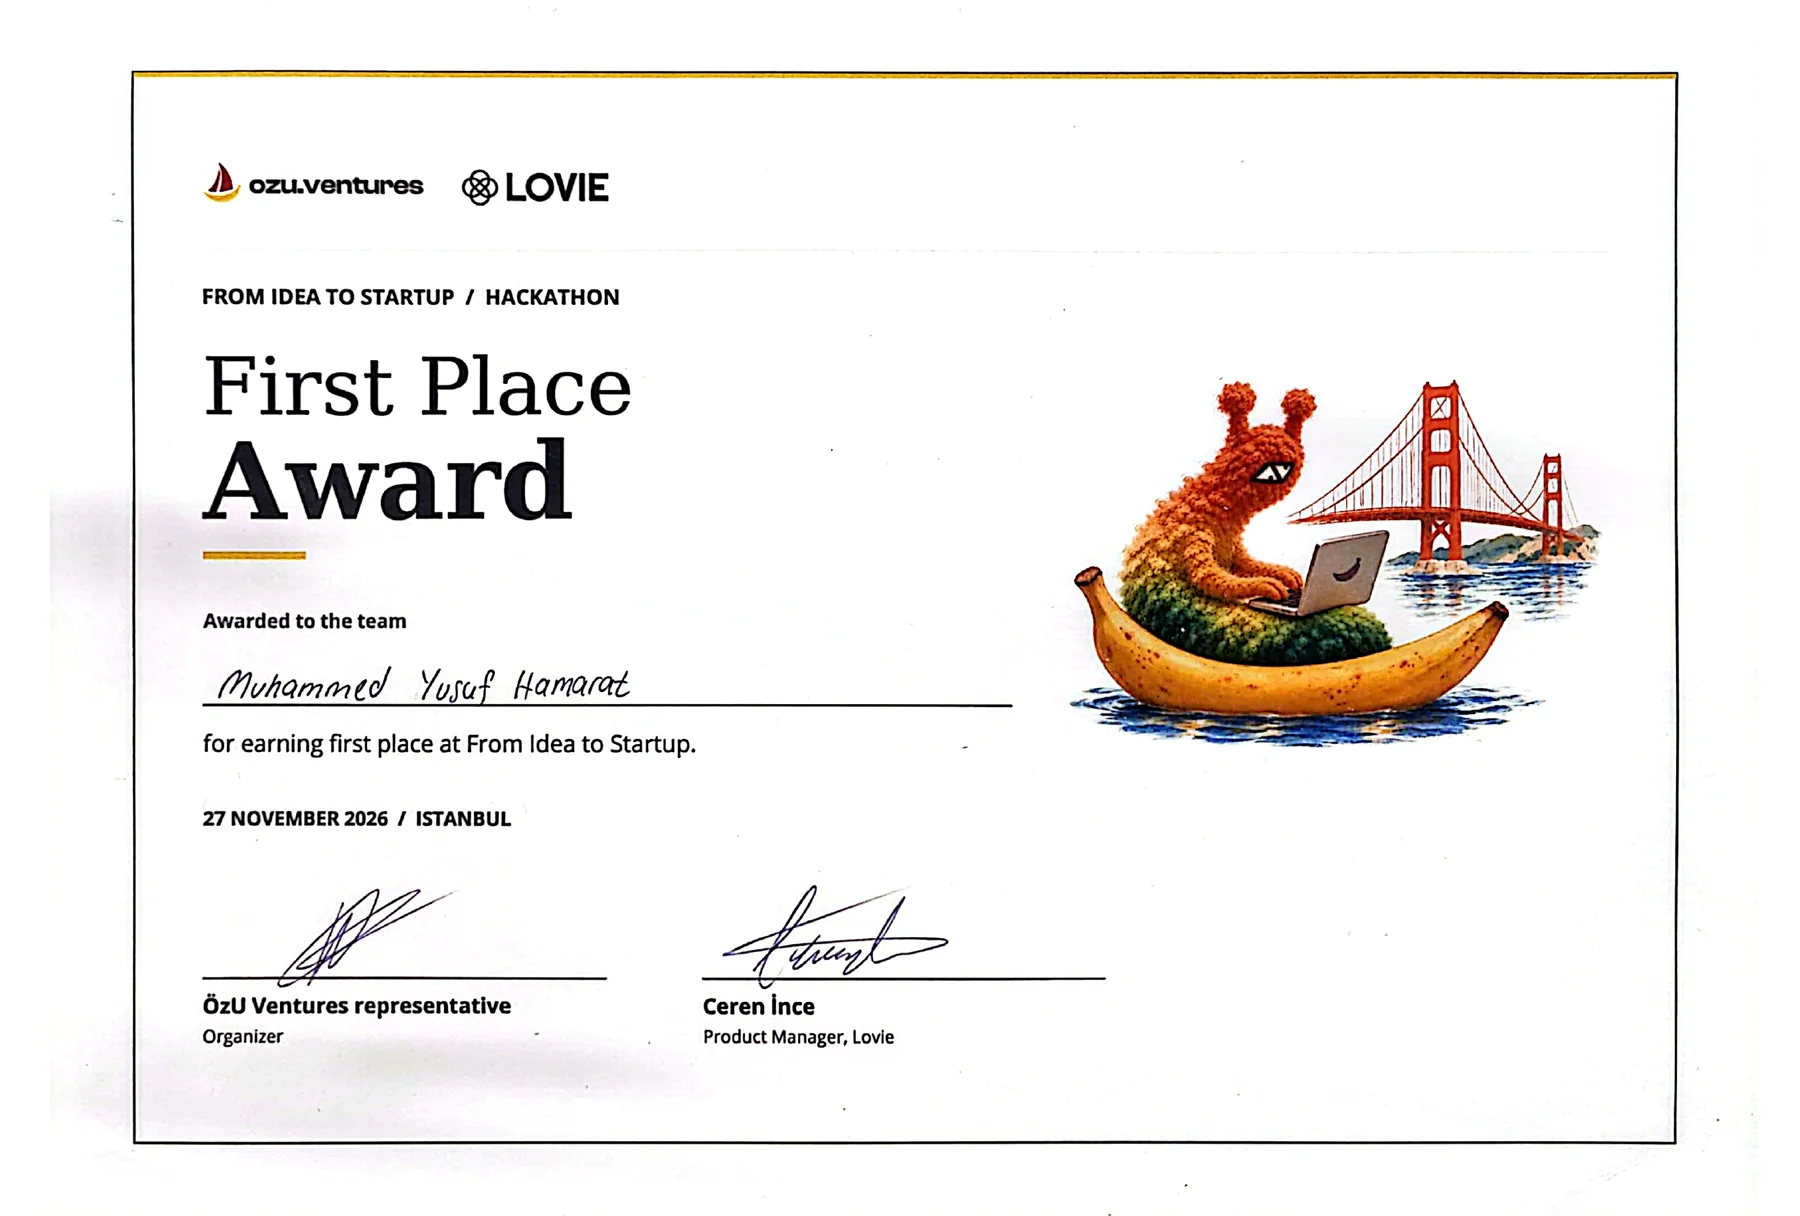 ozu.ventures LOVIE
FROM IDEA TO STARTUP / HACKATHON
First Place
Award
Awarded to the team
Muhammed Yusuf Hamarat
for earning first place at From Idea to Startup.
27 NOVEMBER 2026 / ISTANBUL
ÖzU Ventures representative
Organizer
Ceren İnce
Product Manager, Lovie